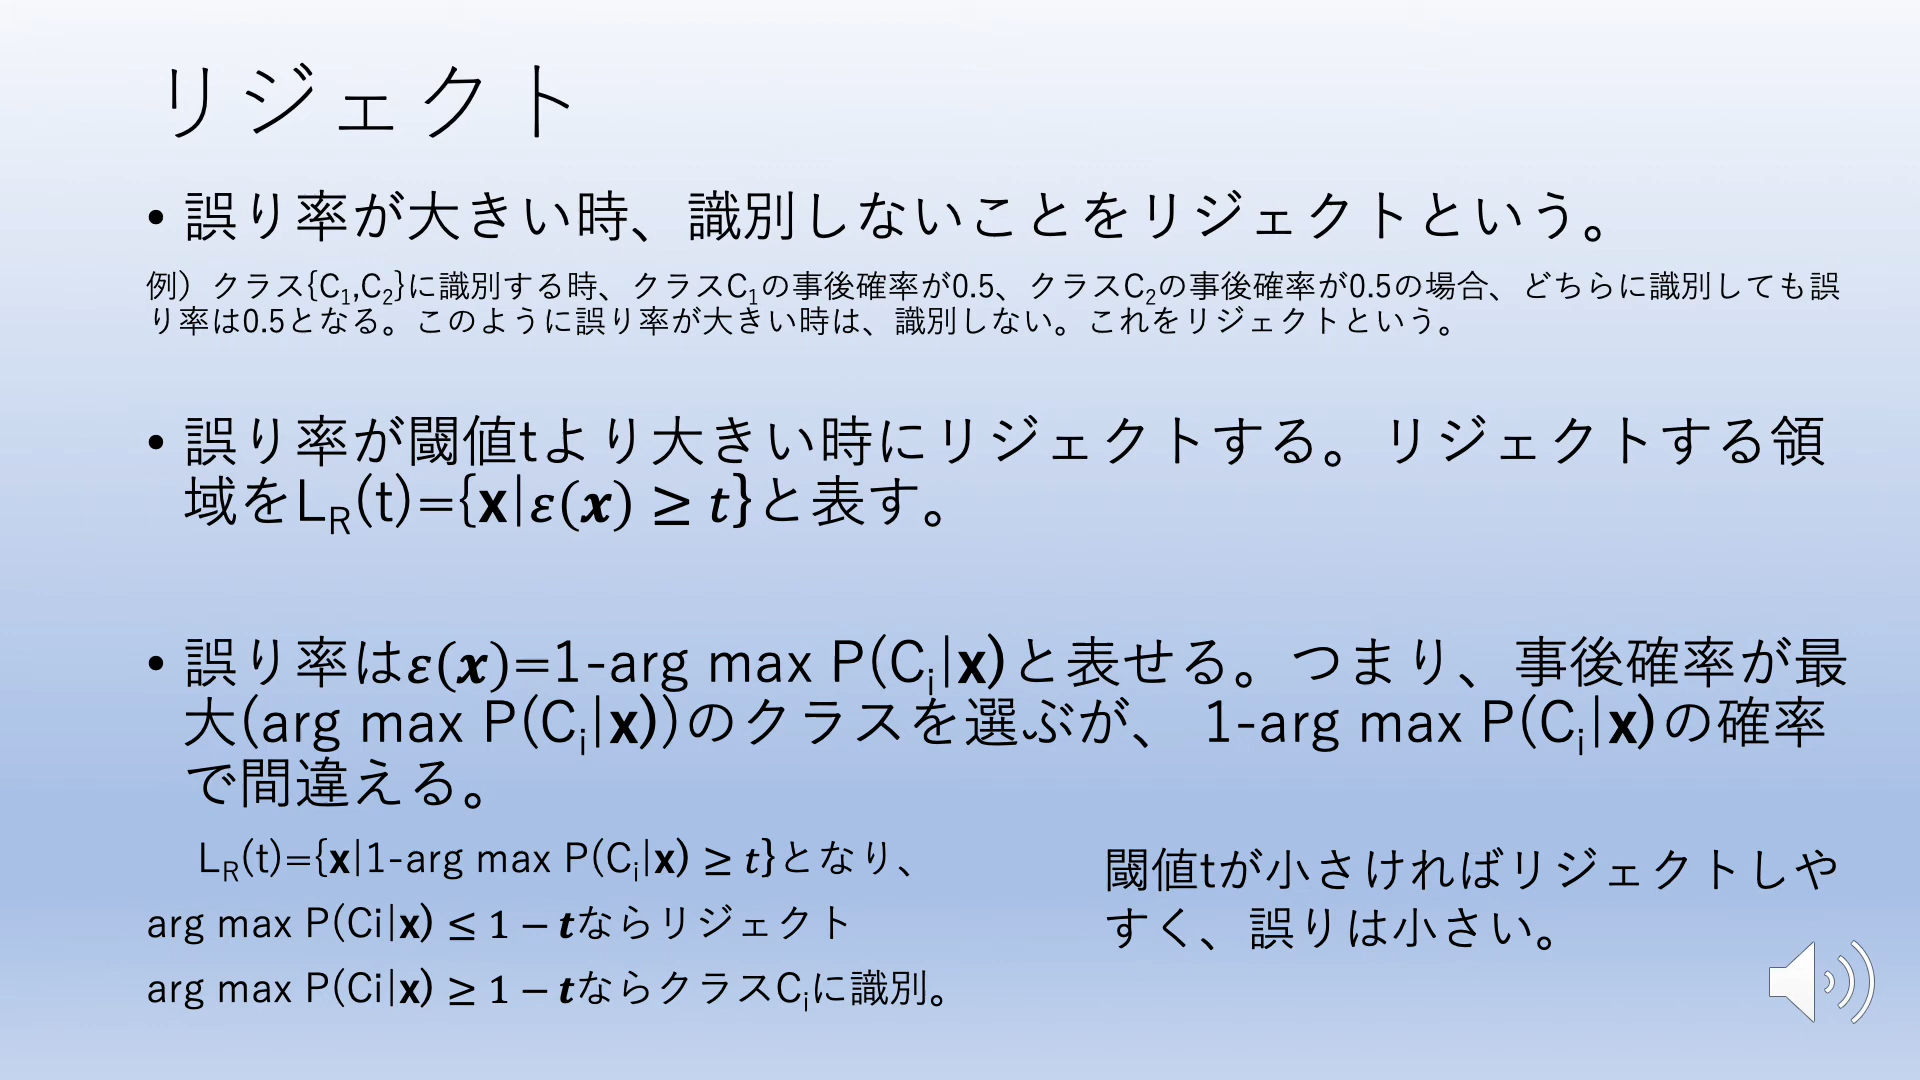 リジェクト
• 誤り率が大きい時、識別しないことをリジェクトという。
例）クラス{C₁,C₂}に識別する時、クラスC₁の事後確率が0.5、クラスC₂の事後確率が0.5の場合、どちらに識別しても誤
り率は0.5となる。このように誤り率が大きい時は、識別しない。これをリジェクトという。
• 誤り率が閾値tより大きい時にリジェクトする。リジェクトする領
域をL_R(t)={x|ε(x) ≥ t}と表す。
• 誤り率はε(x)=1-arg max P(Cᵢ|x)と表せる。つまり、事後確率が最
大(arg max P(Cᵢ|x))のクラスを選ぶが、 1-arg max P(Cᵢ|x)の確率
で間違える。
L_R(t)={x|1-arg max P(Cᵢ|x) ≥ t}となり、
arg max P(Ci|x) ≤ 1 − tならリジェクト
arg max P(Ci|x) ≥ 1 − tならクラスCᵢに識別。
閾値tが小さければリジェクトしや
すく、誤りは小さい。